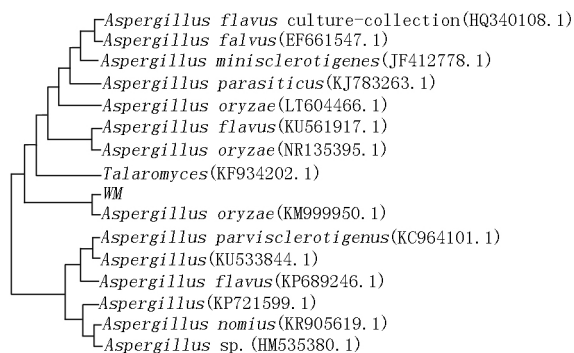 Aspergillus flavus culture-collection(HQ340108.1)
Aspergillus falvus(EF661547.1)
Aspergillus minisclerotigenes(JF412778.1)
Aspergillus parasiticus(KJ783263.1)
Aspergillus oryzae(LT604466.1)
Aspergillus flavus(KU561917.1)
Aspergillus oryzae(NR135395.1)
Talaromyces(KF934202.1)
WM
Aspergillus oryzae(KM999950.1)
Aspergillus parvisclerotigenus(KC964101.1)
Aspergillus(KU533844.1)
Aspergillus flavus(KP689246.1)
Aspergillus(KP721599.1)
Aspergillus nomius(KR905619.1)
Aspergillus sp.(HM535380.1)